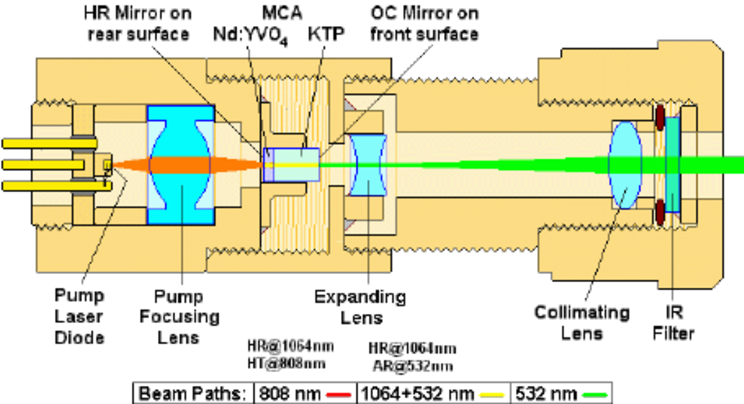 HR Mirror on
rear surface
MCA
Nd:YVO4 KTP
OC Mirror on
front surface
Pump
Laser
Diode
Pump
Focusing
Lens
Expanding
Lens
Collimating
Lens
IR
Filter
HR@1064nm
HT@808nm
HR@1064nm
AR@532nm
Beam Paths: 808 nm 1064+532 nm 532 nm